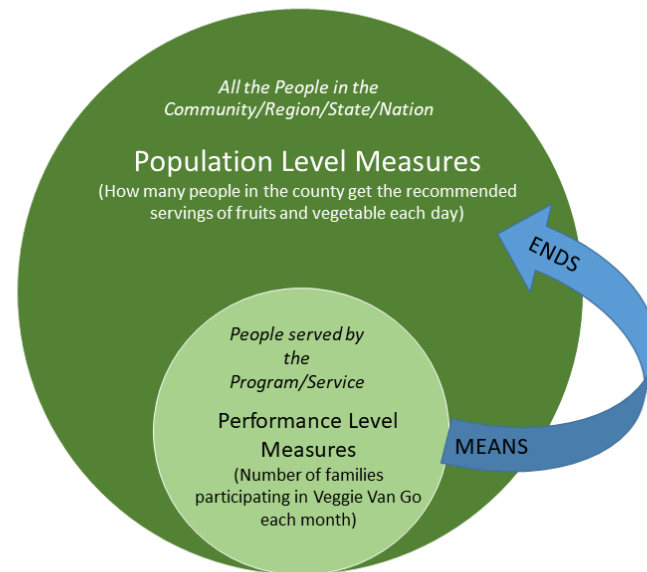 All the People in the
Community/Region/State/Nation
Population Level Measures
(How many people in the county get the recommended
servings of fruits and vegetable each day)
ENDS
People served by
the
Program/Service
Performance Level
Measures
(Number of families
participating in Veggie Van Go
each month)
MEANS